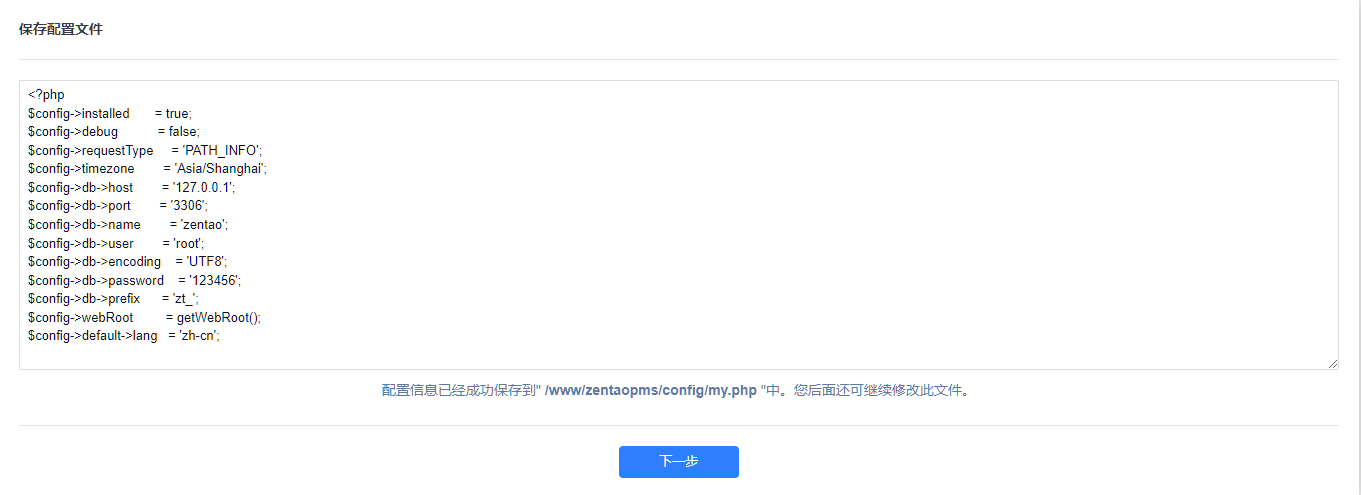 保存配置文件
<?php
$config->installed       = true;
$config->debug           = false;
$config->requestType     = 'PATH_INFO';
$config->timezone        = 'Asia/Shanghai';
$config->db->host        = '127.0.0.1';
$config->db->port        = '3306';
$config->db->name        = 'zentao';
$config->db->user        = 'root';
$config->db->encoding    = 'UTF8';
$config->db->password    = '123456';
$config->db->prefix      = 'zt_';
$config->webRoot         = getWebRoot();
$config->default->lang   = 'zh-cn';
配置信息已经成功保存到" /www/zentaopms/config/my.php "中。您后面还可继续修改此文件。
下一步